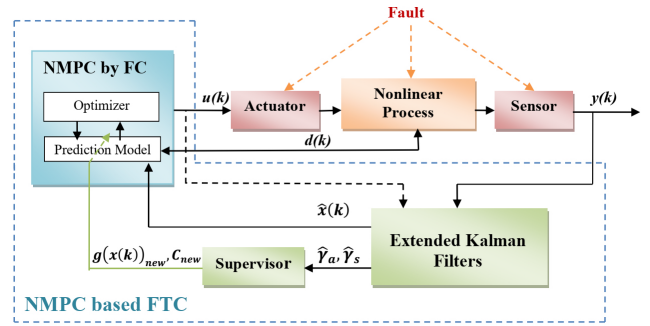 Fault
NMPC by FC
Optimizer
Prediction Model
u(k)
Actuator
Nonlinear
Process
Sensor
y(k)
d(k)
x̂(k)
Extended Kalman
Filters
γ̂ₐ, γ̂ₛ
Supervisor
g(x(k))new, Cnew
NMPC based FTC